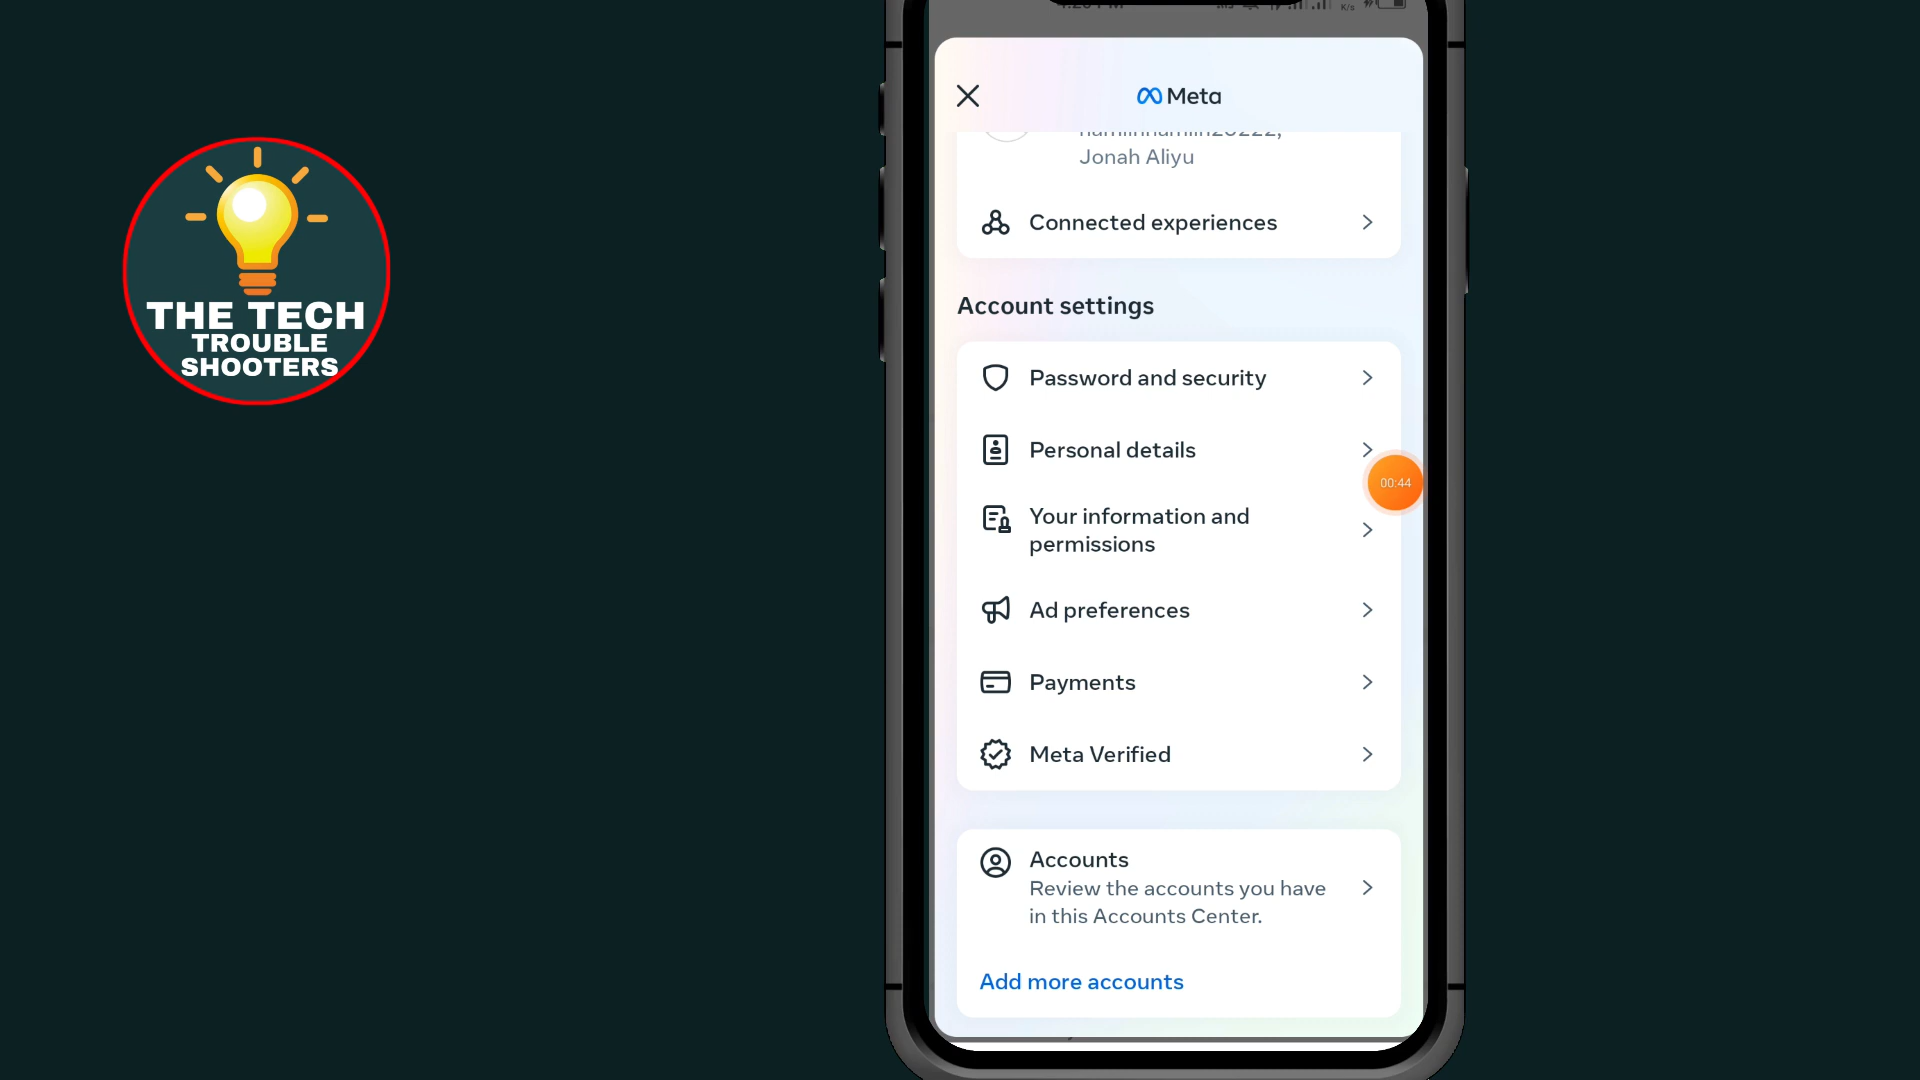 Meta
Jonah Aliyu
Connected experiences
Account settings
Password and security
Personal details
00:44
Your information and
permissions
Ad preferences
Payments
Meta Verified
Accounts
Review the accounts you have
in this Accounts Center.
Add more accounts
THE TECH
TROUBLE
SHOOTERS